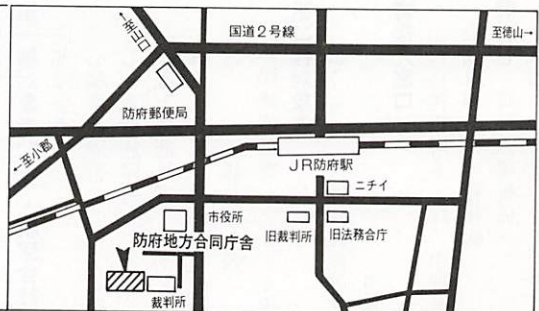 ←至山口
国道2号線
至徳山→
防府郵便局
←至小郡
JR防府駅
ニチイ
市役所
旧裁判所
旧法務合庁
防府地方合同庁舎
裁判所